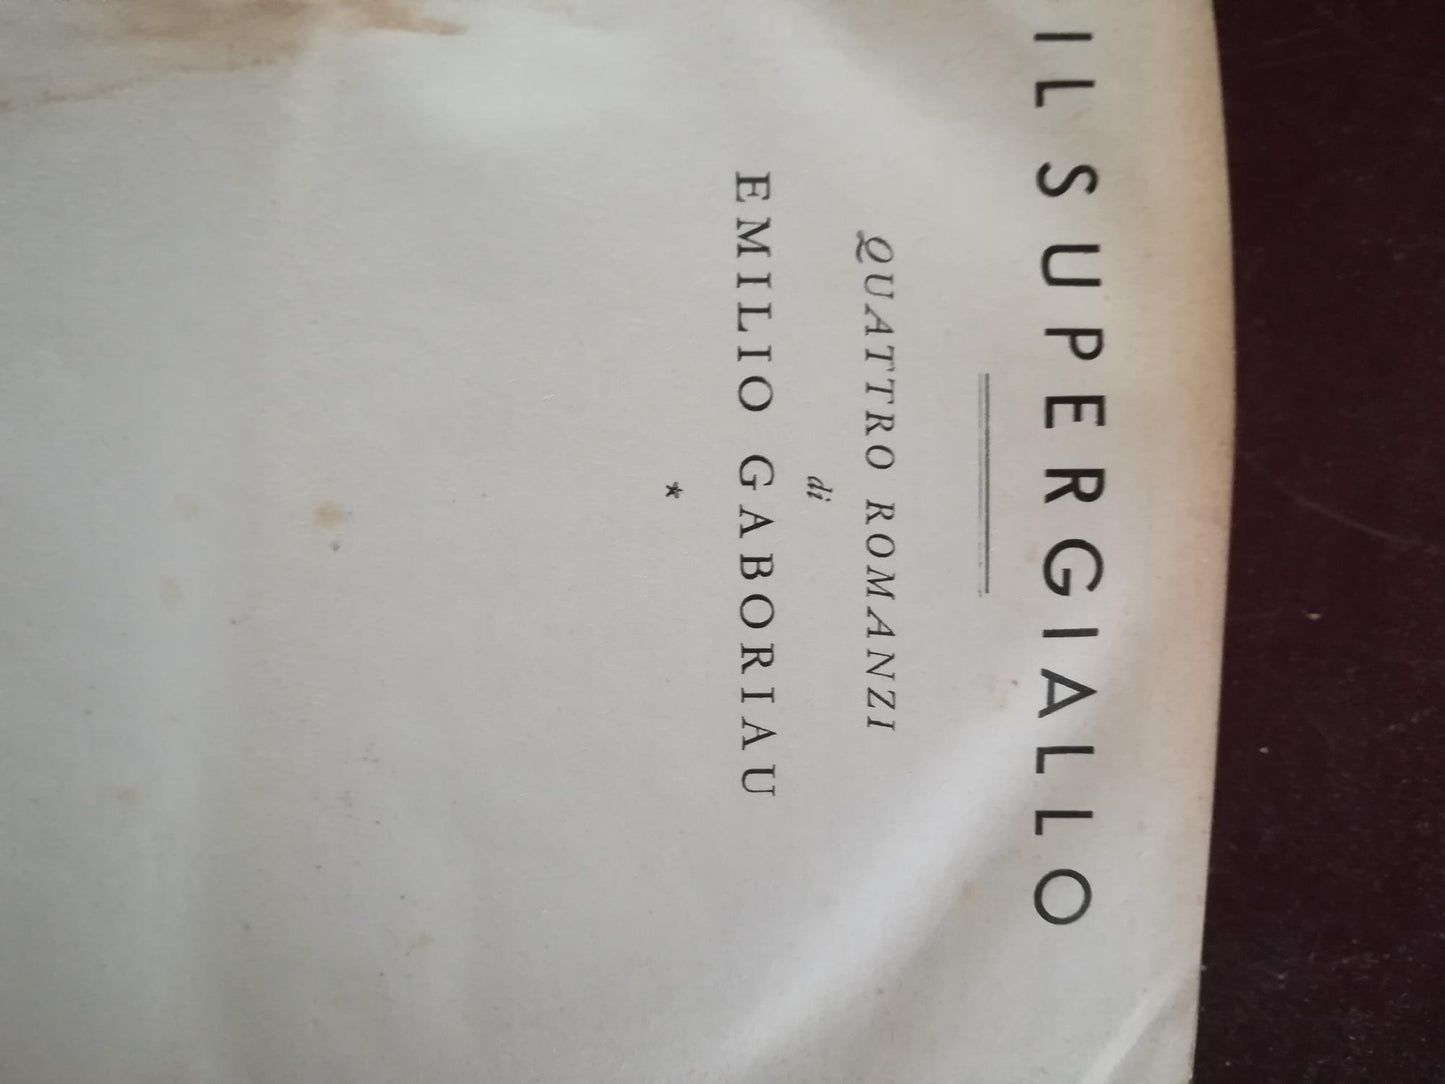 IL SUPERGIALLO
QUATTRO ROMANZI
di
EMILIO GABORIAU
*